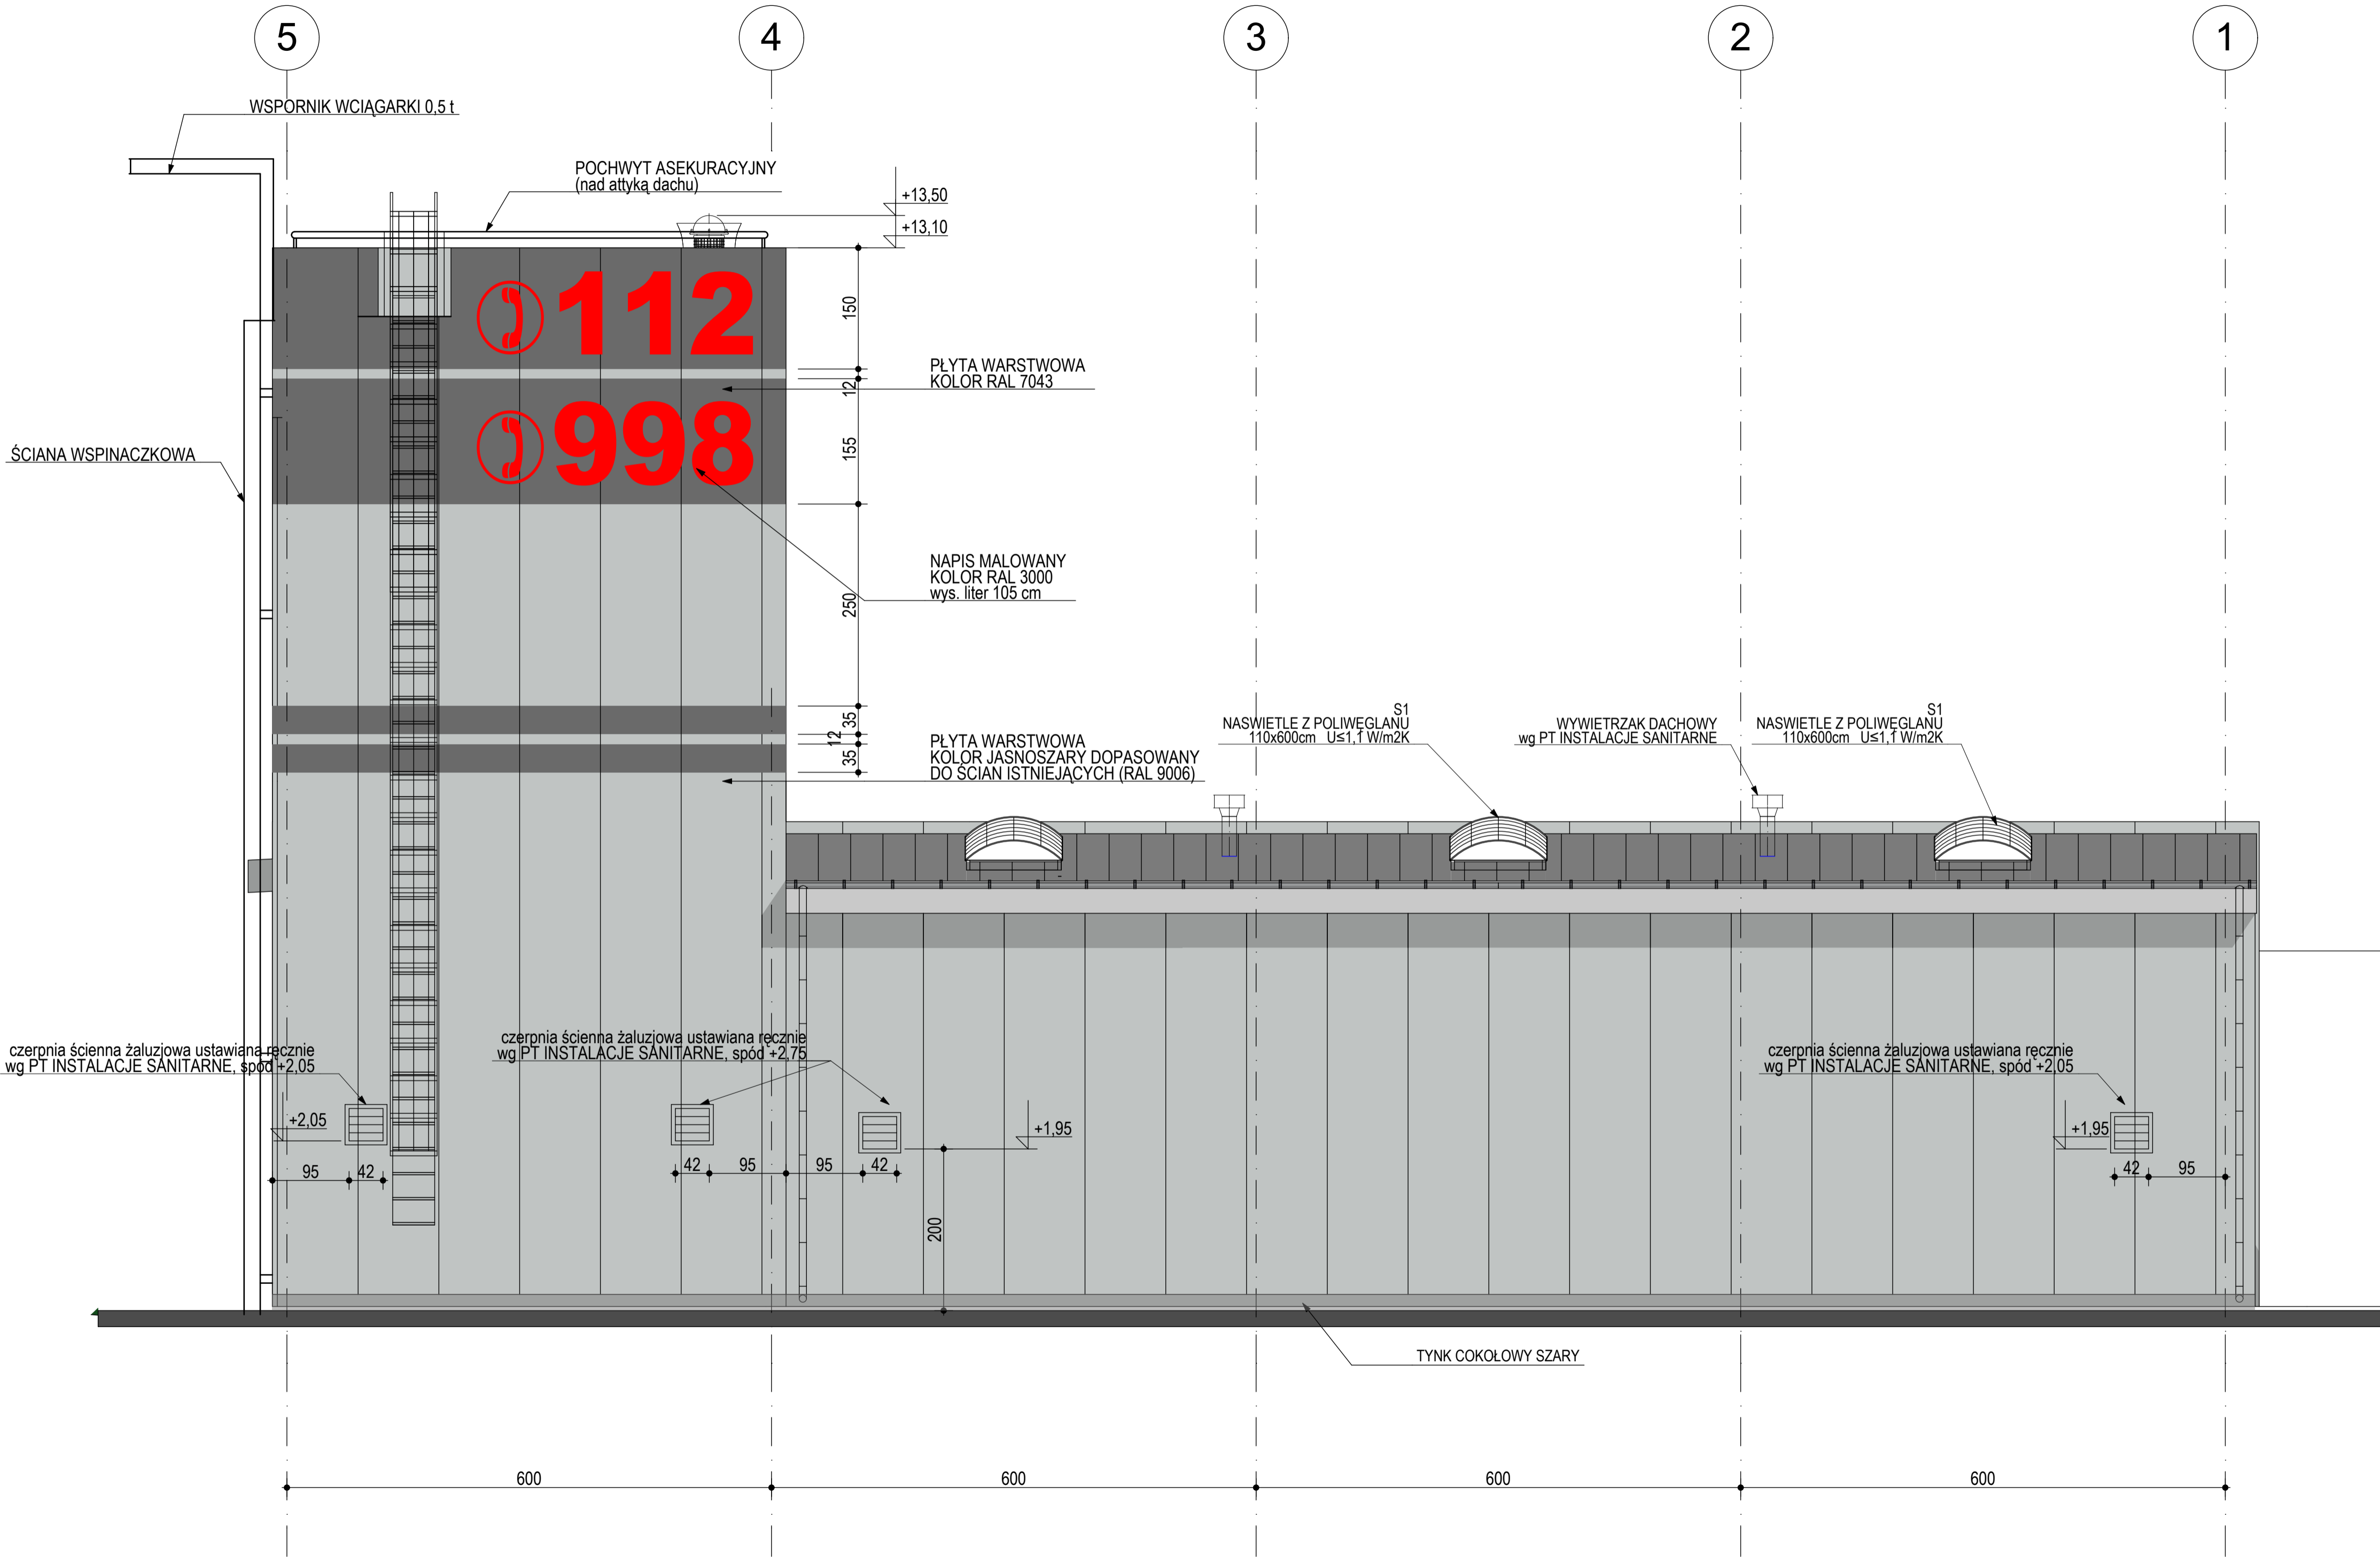 5
4
3
2
1
WSPORNIK WCIĄGARKI 0,5 t
POCHWYT ASEKURACYJNY
(nad attyką dachu)
+13,50
+13,10
112
150
PŁYTA WARSTWOWA
KOLOR RAL 7043
12
998
155
ŚCIANA WSPINACZKOWA
NAPIS MALOWANY
KOLOR RAL 3000
wys. liter 105 cm
250
35
12
35
PŁYTA WARSTWOWA
KOLOR JASNOSZARY DOPASOWANY
DO ŚCIAN ISTNIEJĄCYCH (RAL 9006)
S1
NASWIETLE Z POLIWEGLANU
110x600cm U≤1,1 W/m2K
WYWIETRZAK DACHOWY
wg PT INSTALACJE SANITARNE
S1
NASWIETLE Z POLIWEGLANU
110x600cm U≤1,1 W/m2K
czerpnia ścienna żaluzjowa ustawiana ręcznie
wg PT INSTALACJE SANITARNE, spód +2,05
czerpnia ścienna żaluzjowa ustawiana ręcznie
wg PT INSTALACJE SANITARNE, spód +2,75
czerpnia ścienna żaluzjowa ustawiana ręcznie
wg PT INSTALACJE SANITARNE, spód +2,05
+2,05
+1,95
+1,95
95
42
42
95
95
42
42
95
200
TYNK COKOŁOWY SZARY
600
600
600
600